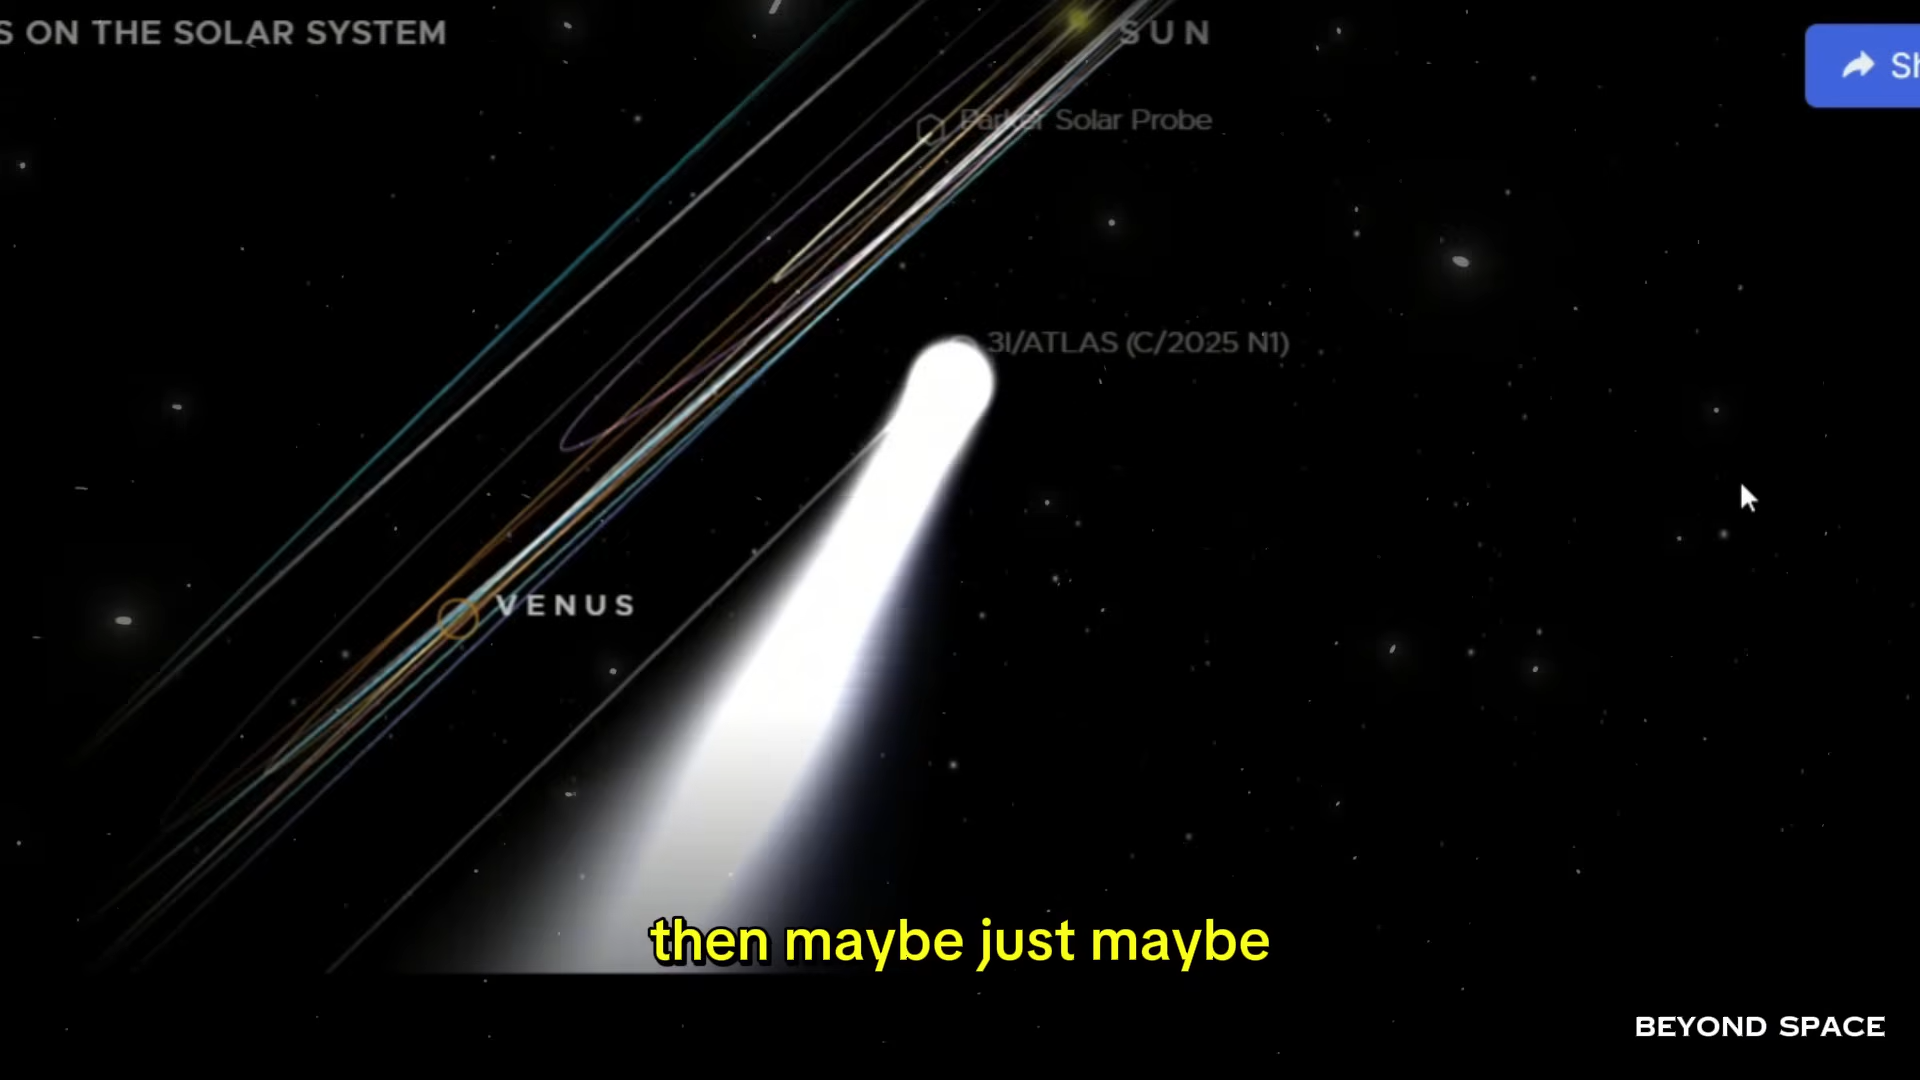 S ON THE SOLAR SYSTEM
SUN
Sh
Parker Solar Probe
3I/ATLAS (C/2025 N1)
VENUS
then maybe just maybe
BEYOND SPACE